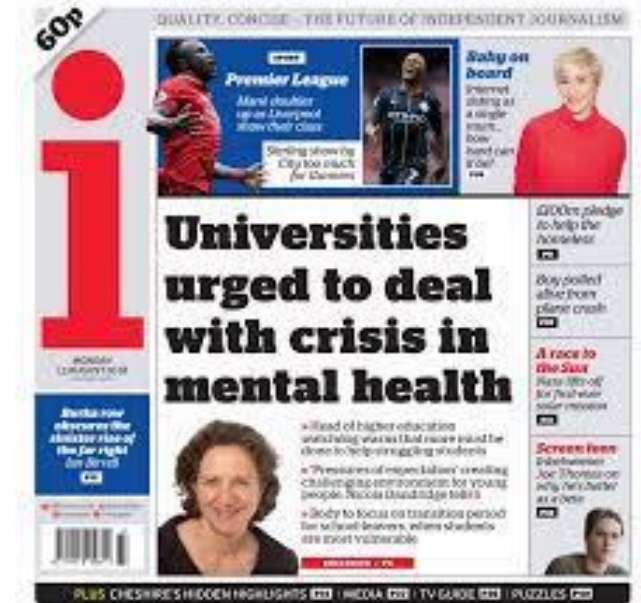 60p
QUALITY, CONCISE - THE FUTURE OF INDEPENDENT JOURNALISM
i
SPORT
Premier League
Mané doubles
up as Liverpool
show their class
Sterling show by
City too much
for Gunners
Baby on
board
Internet
dating as
a single
mum...
how
hard can
it be?
Universities
urged to deal
with crisis in
mental health
MONDAY
13 AUGUST 2018
Burka row
obscures the
sinister rise of
the far right
Ian Birrell
» Head of higher education
watchdog warns that more must be
done to help struggling students
» ‘Pressures of expectation’ creating
challenging environment for young
people, Nicola Dandridge tells i
» Body to focus on transition period
for school-leavers, when students
are most vulnerable
£100m pledge
to help the
homeless
Boy pulled
alive from
plane crash
A race to
the Sun
Nasa lifts off
for first-ever
solar mission
Screen teen
Inbetweener
Joe Thomas on
why he's better
as a beta
PLUS CHESHIRE'S HIDDEN HIGHLIGHTS | MEDIA | TV GUIDE | PUZZLES